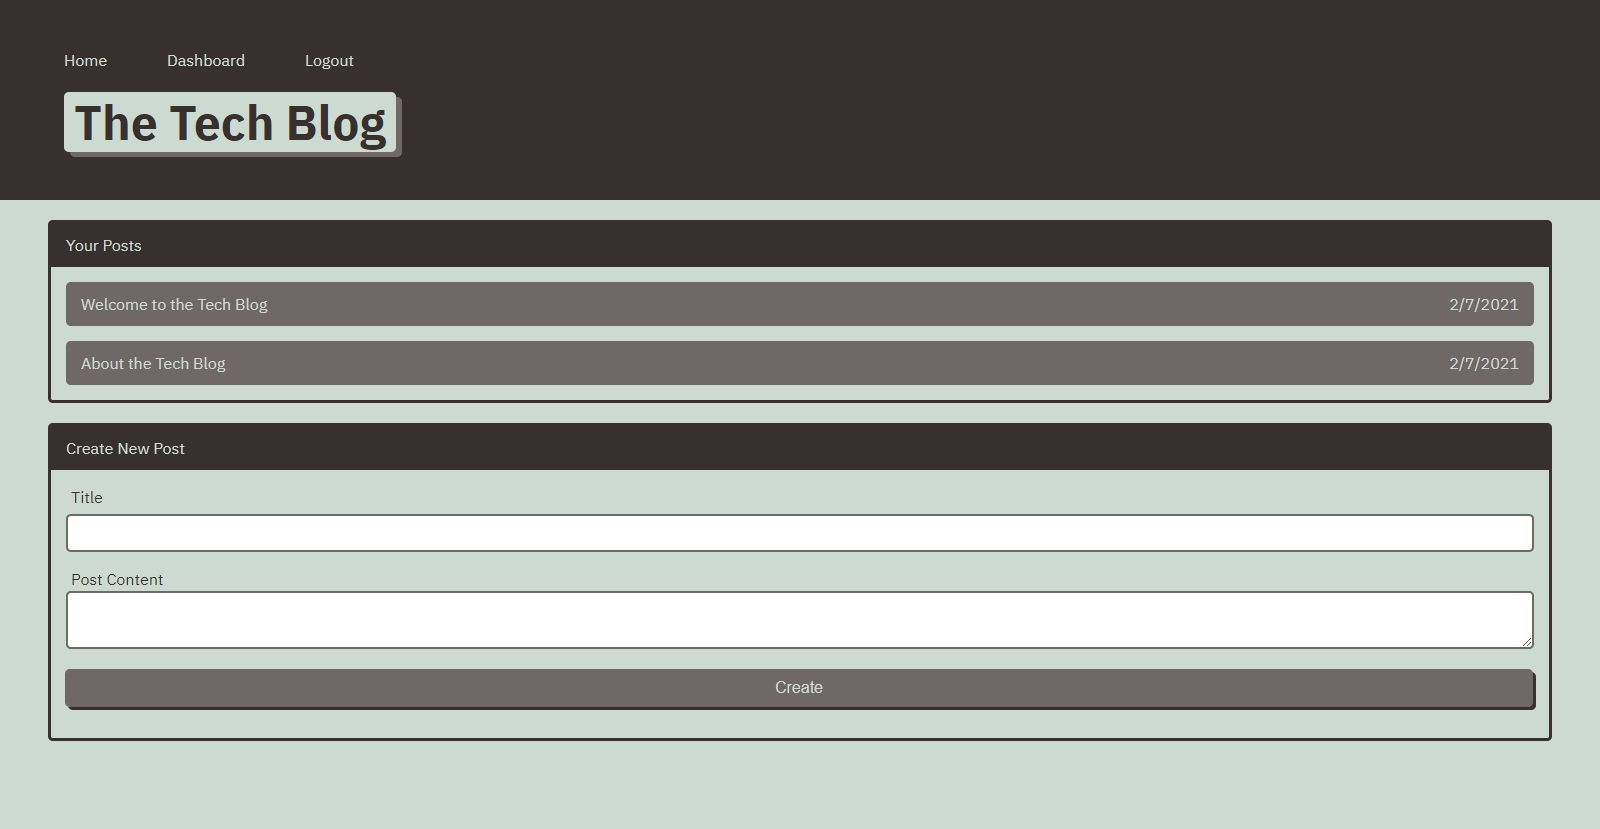 Home Dashboard Logout
The Tech Blog
Your Posts
Welcome to the Tech Blog 2/7/2021
About the Tech Blog 2/7/2021
Create New Post
Title
Post Content
Create